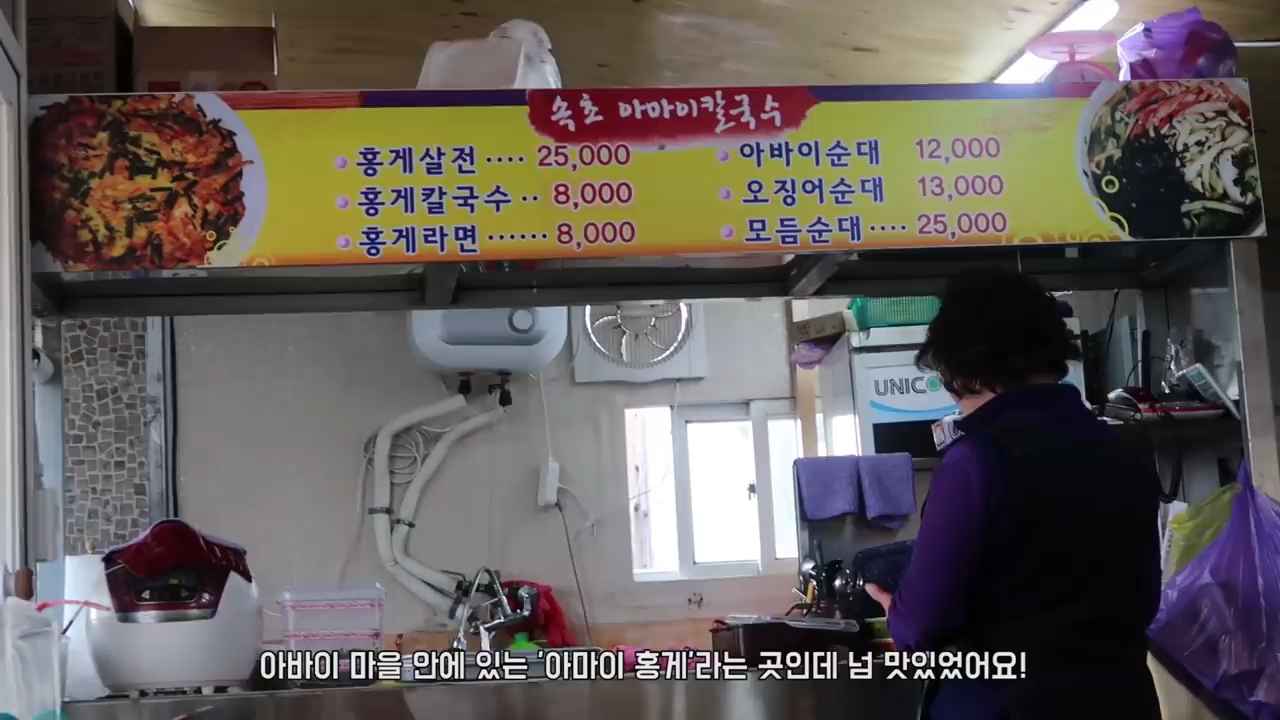 속초 아마이칼국수
홍게살전 ···· 25,000
홍게칼국수 ·· 8,000
홍게라면 ······ 8,000
아바이순대 12,000
오징어순대 13,000
모듬순대 ···· 25,000
UNICO
아바이 마을 안에 있는 '아마이 홍게'라는 곳인데 넘 맛있었어요!